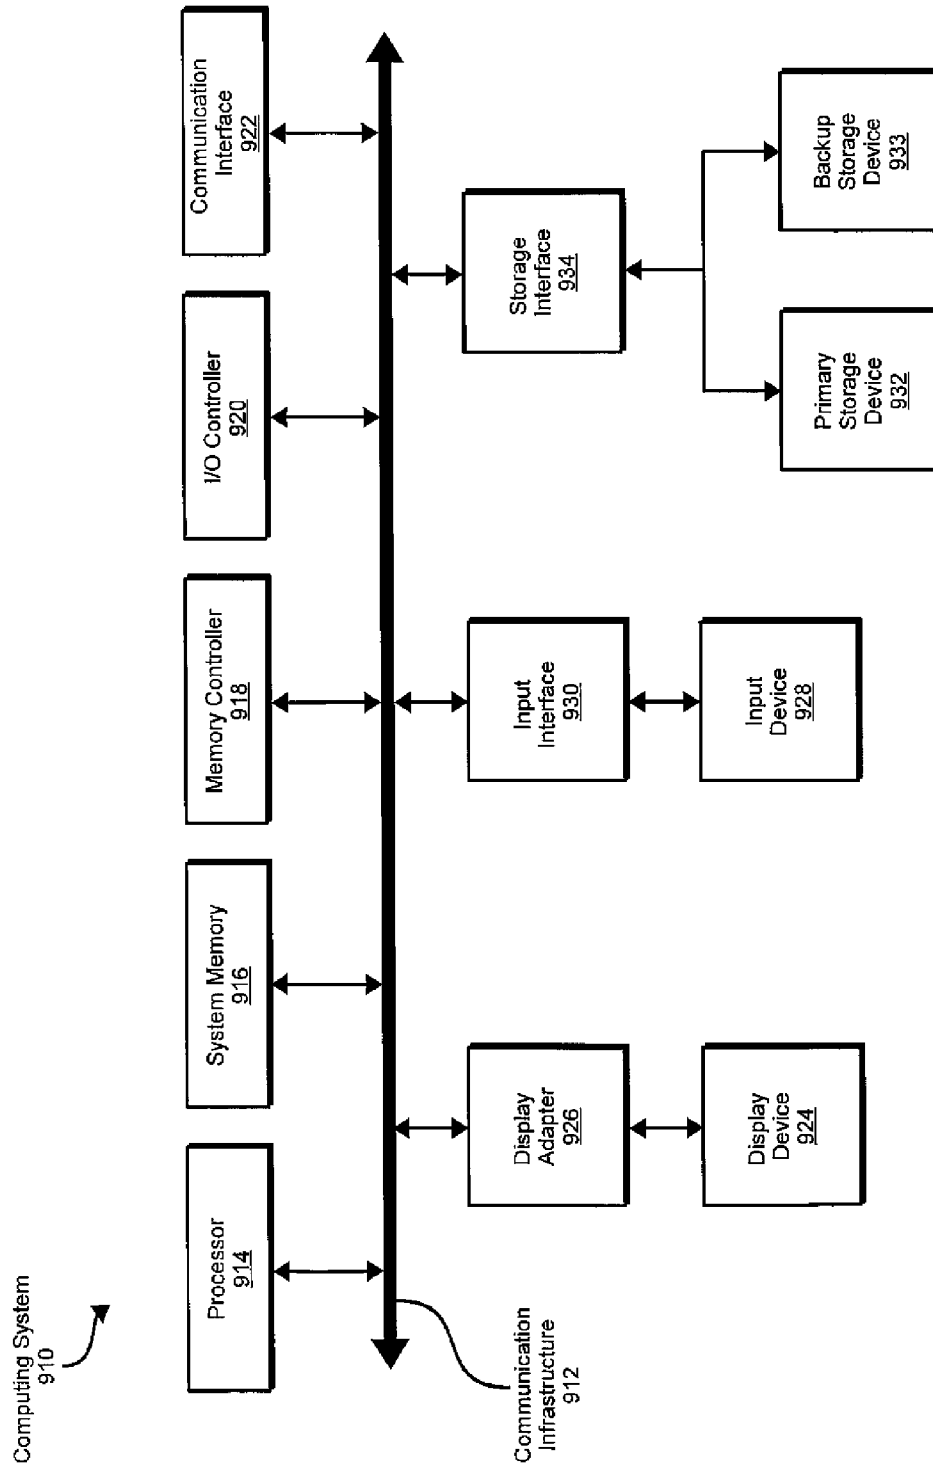 Computing System
910
Processor
914
System Memory
916
Memory Controller
918
I/O Controller
920
Communication
Interface
922
Communication
Infrastructure
912
Display
Adapter
926
Input
Interface
930
Storage
Interface
934
Display
Device
924
Input
Device
928
Primary
Storage
Device
932
Backup
Storage
Device
933